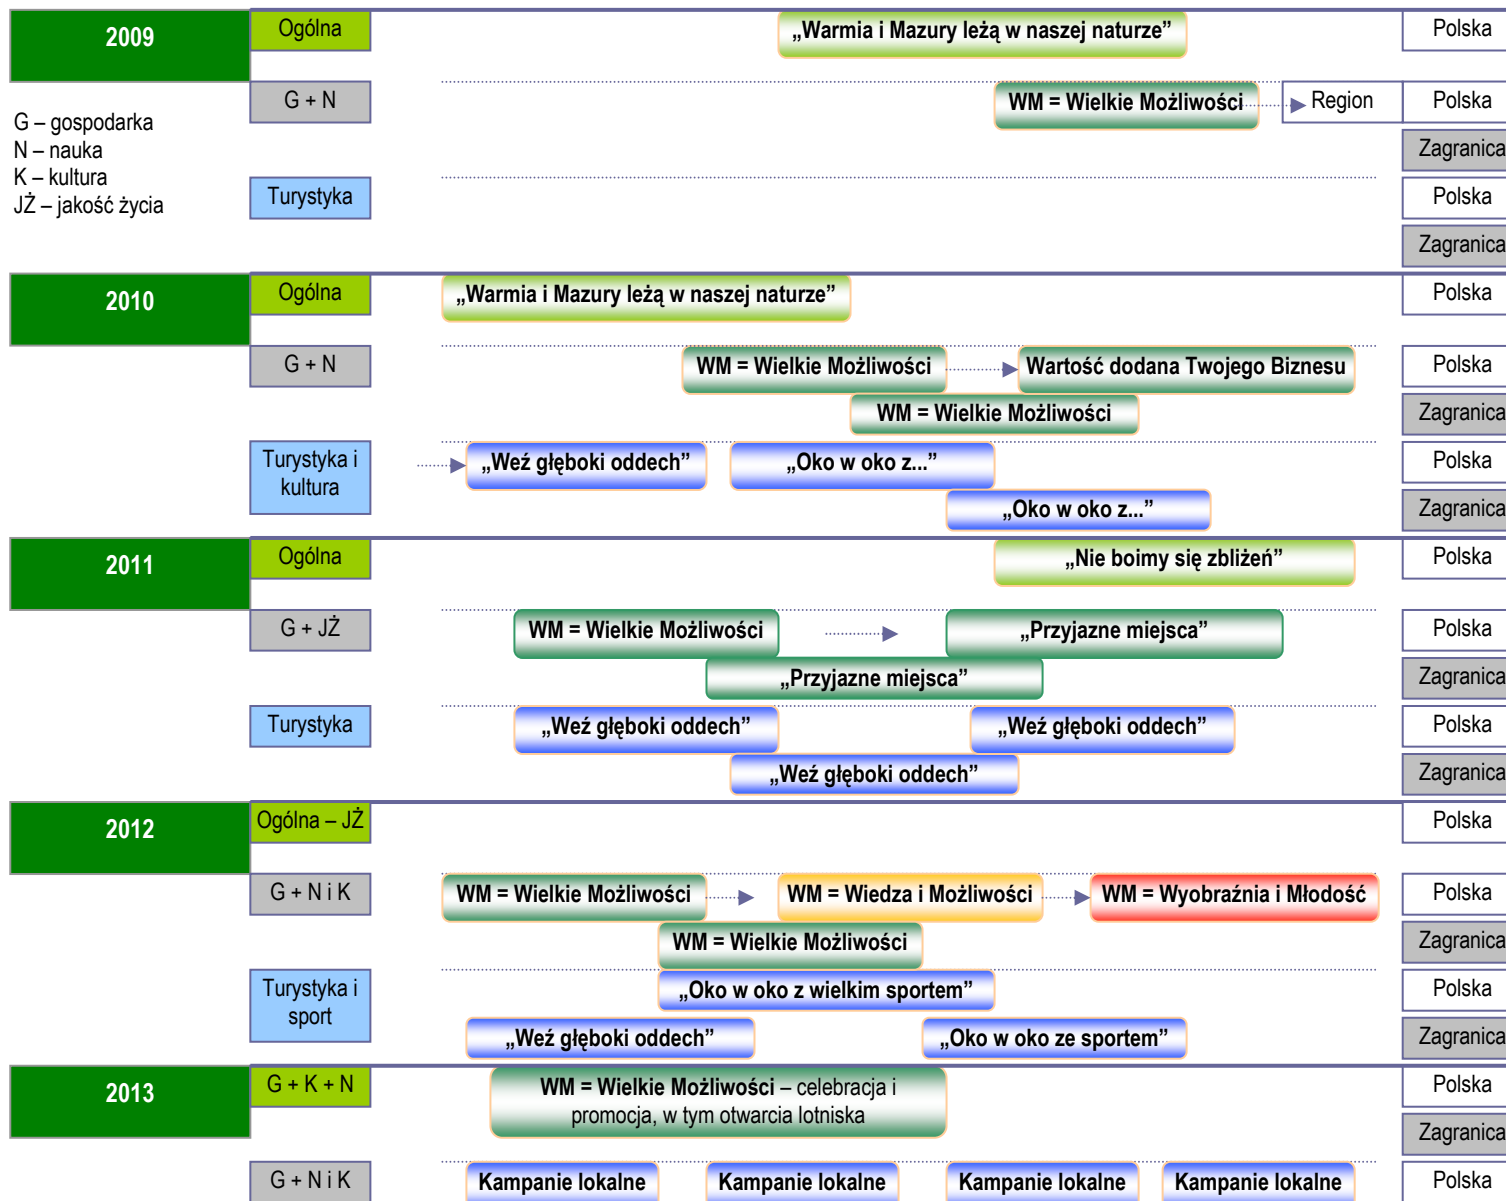 2009
Ogólna
„Warmia i Mazury leżą w naszej naturze”
Polska
G + N
WM = Wielkie Możliwości
Region
Polska
G – gospodarka
N – nauka
K – kultura
JŻ – jakość życia
Zagranica
Turystyka
Polska
Zagranica
2010
Ogólna
„Warmia i Mazury leżą w naszej naturze”
Polska
G + N
WM = Wielkie Możliwości
Wartość dodana Twojego Biznesu
Polska
WM = Wielkie Możliwości
Zagranica
Turystyka i
kultura
„Weź głęboki oddech”
„Oko w oko z...”
Polska
„Oko w oko z...”
Zagranica
2011
Ogólna
„Nie boimy się zbliżeń”
Polska
G + JŻ
WM = Wielkie Możliwości
„Przyjazne miejsca”
Polska
„Przyjazne miejsca”
Zagranica
Turystyka
„Weź głęboki oddech”
„Weź głęboki oddech”
Polska
„Weź głęboki oddech”
Zagranica
2012
Ogólna – JŻ
Polska
G + N i K
WM = Wielkie Możliwości
WM = Wiedza i Możliwości
WM = Wyobraźnia i Młodość
Polska
WM = Wielkie Możliwości
Zagranica
Turystyka i
sport
„Oko w oko z wielkim sportem”
Polska
„Weź głęboki oddech”
„Oko w oko ze sportem”
Zagranica
2013
G + K + N
WM = Wielkie Możliwości – celebracja i
promocja, w tym otwarcia lotniska
Polska
Zagranica
G + N i K
Kampanie lokalne
Kampanie lokalne
Kampanie lokalne
Kampanie lokalne
Polska